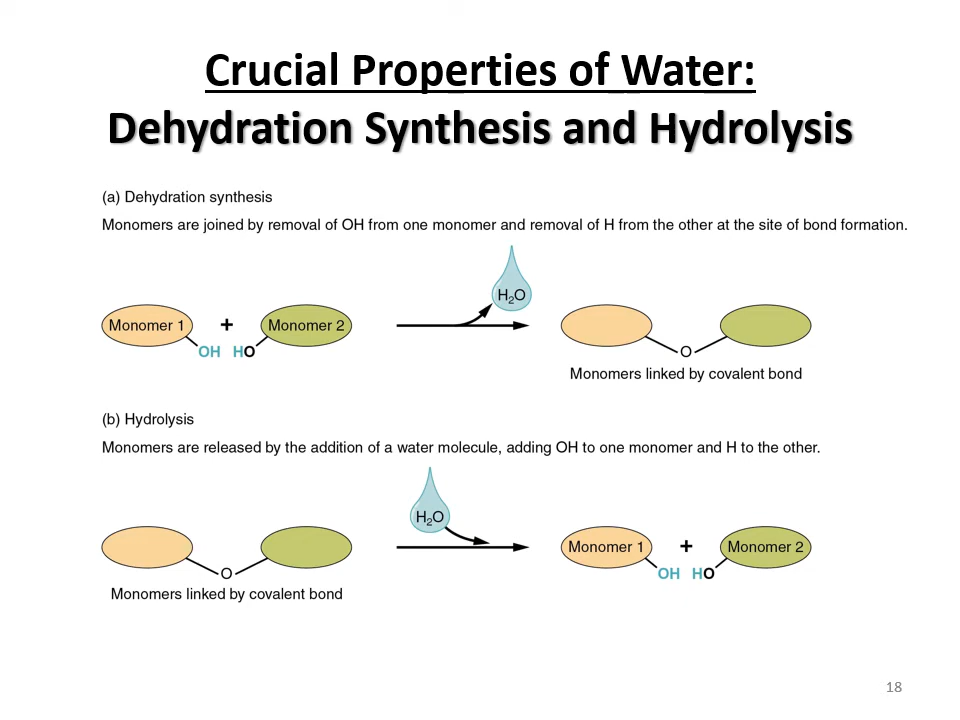 Crucial Properties of Water:
Dehydration Synthesis and Hydrolysis
(a) Dehydration synthesis
Monomers are joined by removal of OH from one monomer and removal of H from the other at the site of bond formation.
H₂O
Monomer 1 + Monomer 2
OH HO
O
Monomers linked by covalent bond
(b) Hydrolysis
Monomers are released by the addition of a water molecule, adding OH to one monomer and H to the other.
H₂O
Monomer 1 + Monomer 2
O
OH HO
Monomers linked by covalent bond
18